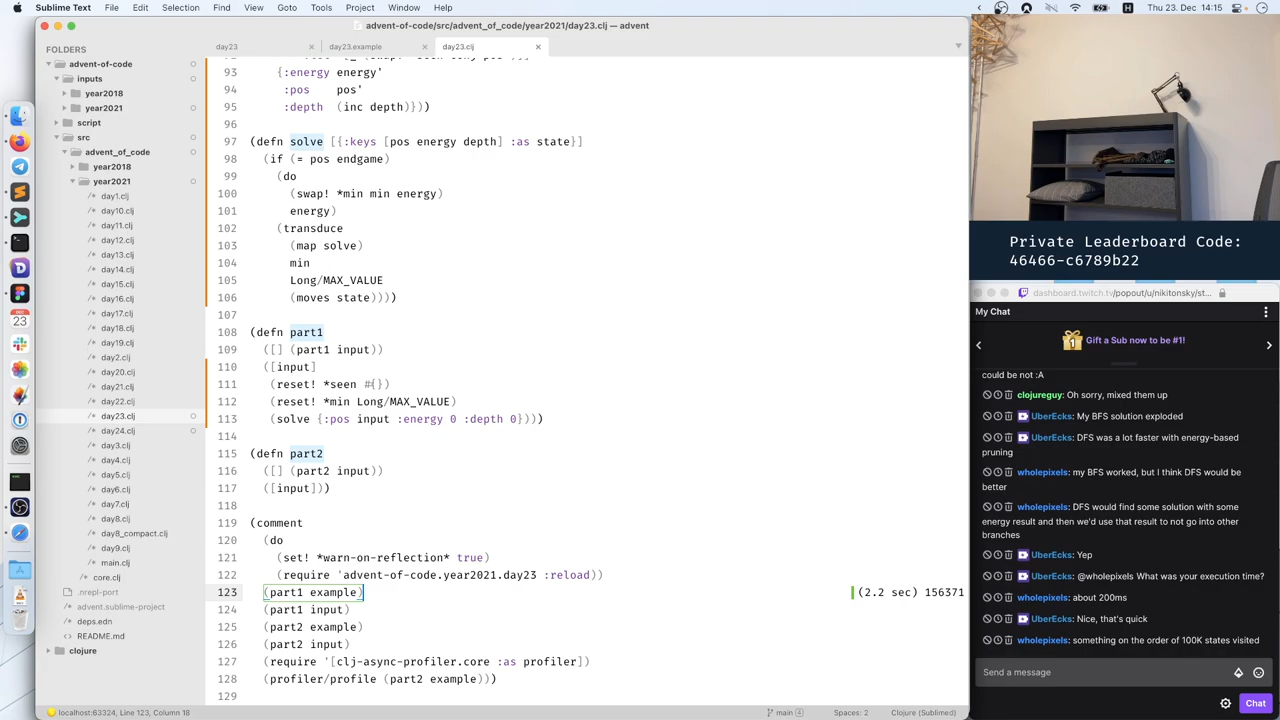 Sublime Text File Edit Selection Find View GoTo Tools Project Window Help
Thu 23. Dec 14:15
advent-of-code/src/advent_of_code/year2021/day23.clj — advent
FOLDERS
advent-of-code
inputs
year2018
year2021
script
src
advent_of_code
year2018
year2021
day1.clj
day10.clj
day11.clj
day12.clj
day13.clj
day14.clj
day15.clj
day16.clj
day17.clj
day18.clj
day19.clj
day2.clj
day20.clj
day21.clj
day22.clj
day23.clj
day24.clj
day3.clj
day4.clj
day5.clj
day6.clj
day7.clj
day8.clj
day8_compact.clj
day9.clj
main.clj
core.clj
.nrepl-port
advent.sublime-project
deps.edn
README.md
clojure
day23
day23.example
day23.clj
93 {:energy energy'
94 :pos pos'
95 :depth (inc depth)}))
96
97 (defn solve [{:keys [pos energy depth] :as state}]
98 (if (= pos endgame)
99 (do
100 (swap! *min min energy)
101 energy)
102 (transduce
103 (map solve)
104 min
105 Long/MAX_VALUE
106 (moves state))))
107
108 (defn part1
109 ([] (part1 input))
110 ([input]
111 (reset! *seen #{})
112 (reset! *min Long/MAX_VALUE)
113 (solve {:pos input :energy 0 :depth 0})))
114
115 (defn part2
116 ([] (part2 input))
117 ([input]))
118
119 (comment
120 (do
121 (set! *warn-on-reflection* true)
122 (require 'advent-of-code.year2021.day23 :reload))
123 (part1 example) (2.2 sec) 156371
124 (part1 input)
125 (part2 example)
126 (part2 input)
127 (require '[clj-async-profiler.core :as profiler])
128 (profiler/profile (part2 example)))
129
localhost:63324, Line 123, Column 18
main 4
Spaces: 2
Clojure (Sublimed)
Private Leaderboard Code:
46466-c6789b22
dashboard.twitch.tv/popout/u/nikitonsky/st...
My Chat
1
Gift a Sub now to be #1!
could be not :A
clojureguy: Oh sorry, mixed them up
UberEcks: My BFS solution exploded
UberEcks: DFS was a lot faster with energy-based
pruning
wholepixels: my BFS worked, but I think DFS would be
better
wholepixels: DFS would find some solution with some
energy result and then we'd use that result to not go into other
branches
UberEcks: Yep
UberEcks: @wholepixels What was your execution time?
wholepixels: about 200ms
UberEcks: Nice, that's quick
wholepixels: something on the order of 100K states visited
Send a message
Chat